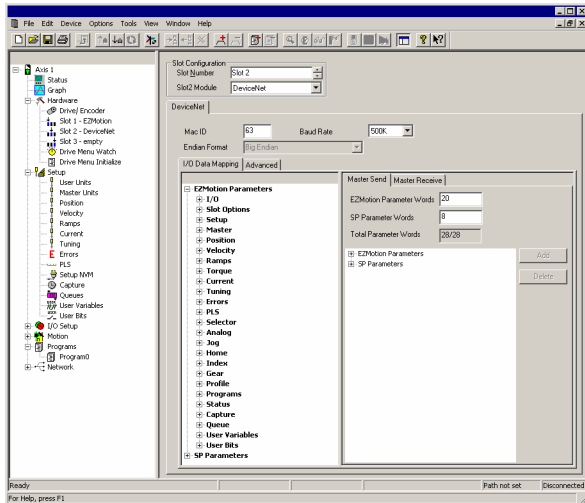 File Edit Device Options Tools View Window Help
Axis 1
Status
Graph
Hardware
Drive/ Encoder
Slot 1 - EZMotion
Slot 2 - DeviceNet
Slot 3 - empty
Drive Menu Watch
Drive Menu Initialize
Setup
User Units
Master Units
Position
Velocity
Ramps
Current
Tuning
Errors
PLS
Setup NVM
Capture
Queues
User Variables
User Bits
I/O Setup
Motion
Programs
Program0
Network
Slot Configuration
Slot Number Slot 2
Slot2 Module DeviceNet
DeviceNet
Mac ID 63 Baud Rate 500K
Endian Format Big Endian
I/O Data Mapping Advanced
EZMotion Parameters
I/O
Slot Options
Setup
Master
Position
Velocity
Ramps
Torque
Current
Tuning
Errors
PLS
Selector
Analog
Jog
Home
Index
Gear
Profile
Programs
Status
Capture
Queue
User Variables
User Bits
SP Parameters
Master Send Master Receive
EZMotion Parameter Words 20
SP Parameter Words 8
Total Parameter Words 28/28
EZMotion Parameters
SP Parameters
Add
Delete
Ready Path not set Disconnected
For Help, press F1